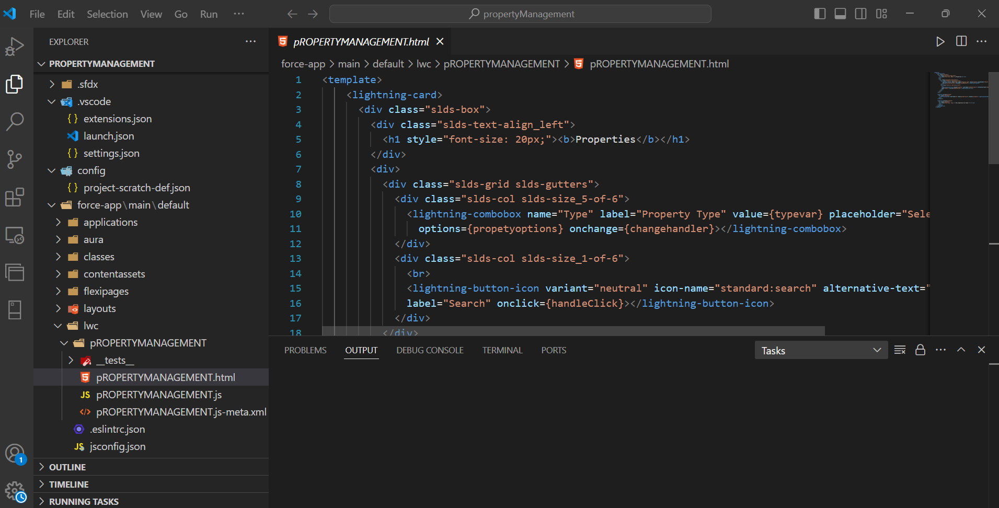 File Edit Selection View Go Run ··· propertyManagement
EXPLORER ···
PROPERTYMANAGEMENT
.sfdx
.vscode
{} extensions.json
launch.json
{} settings.json
config
{} project-scratch-def.json
force-app\main\default
applications
aura
classes
contentassets
flexipages
layouts
lwc
pROPERTYMANAGEMENT
__tests__
pROPERTYMANAGEMENT.html
JS pROPERTYMANAGEMENT.js
</> pROPERTYMANAGEMENT.js-meta.xml
.eslintrc.json
JS jsconfig.json
OUTLINE
TIMELINE
RUNNING TASKS
1
5 pROPERTYMANAGEMENT.html
force-app > main > default > lwc > pROPERTYMANAGEMENT > 5 pROPERTYMANAGEMENT.html
1 <template>
2 <lightning-card>
3 <div class="slds-box">
4 <div class="slds-text-align_left">
5 <h1 style="font-size: 20px;"><b>Properties</b></h1>
6 </div>
7 <div>
8 <div class="slds-grid slds-gutters">
9 <div class="slds-col slds-size_5-of-6">
10 <lightning-combobox name="Type" label="Property Type" value={typevar} placeholder="Sele
11 options={propetyoptions} onchange={changehandler}></lightning-combobox>
12 </div>
13 <div class="slds-col slds-size_1-of-6">
14 <br>
15 <lightning-button-icon variant="neutral" icon-name="standard:search" alternative-text="
16 label="Search" onclick={handleClick}></lightning-button-icon>
17 </div>
18 </div>
PROBLEMS OUTPUT DEBUG CONSOLE TERMINAL PORTS Tasks